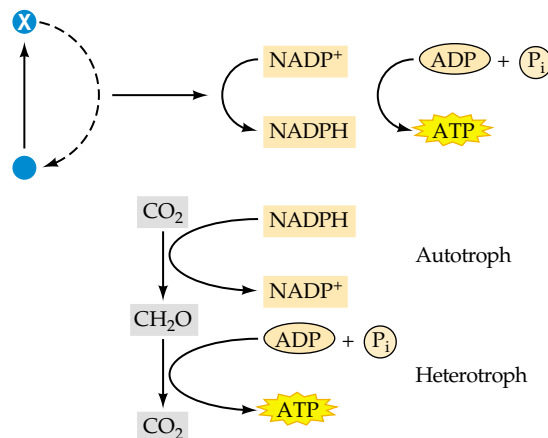 X
NADP⁺ ADP + Pᵢ
NADPH ATP
CO₂ NADPH
Autotroph
NADP⁺
CH₂O
ADP + Pᵢ
Heterotroph
CO₂ ATP